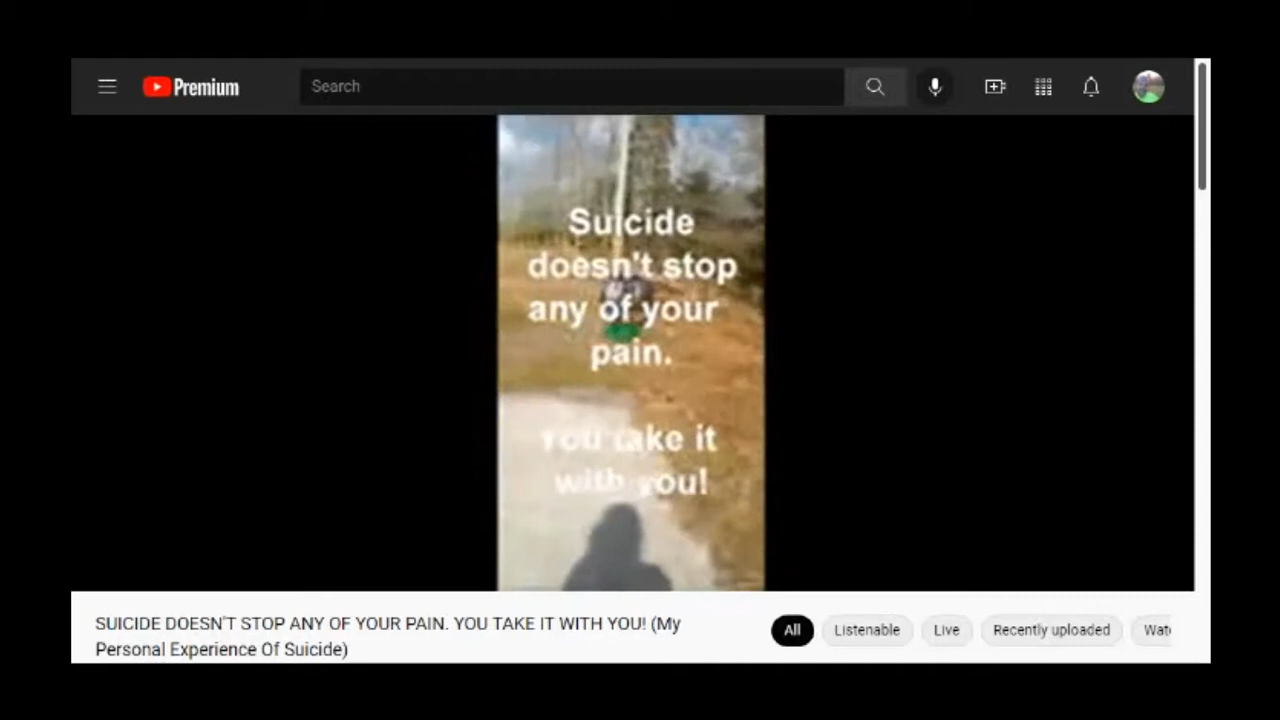 Premium
Search
Suicide
doesn't stop
any of your
pain.
You take it
with you!
SUICIDE DOESN'T STOP ANY OF YOUR PAIN. YOU TAKE IT WITH YOU! (My
Personal Experience Of Suicide)
All Listenable Live Recently uploaded Wat